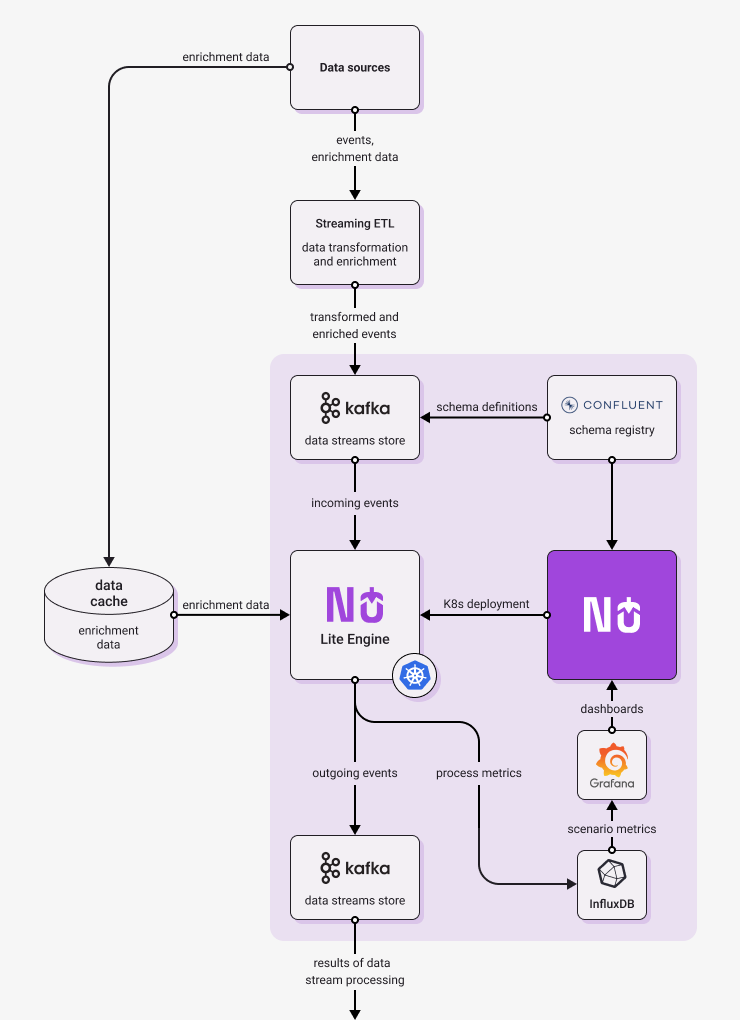 enrichment data
Data sources
events,
enrichment data
Streaming ETL
data transformation
and enrichment
transformed and
enriched events
kafka
data streams store
schema definitions
CONFLUENT
schema registry
incoming events
data
cache
enrichment
data
enrichment data
Nu
Lite Engine
K8s deployment
Nu
dashboards
Grafana
scenario metrics
InfluxDB
outgoing events
process metrics
kafka
data streams store
results of data
stream processing